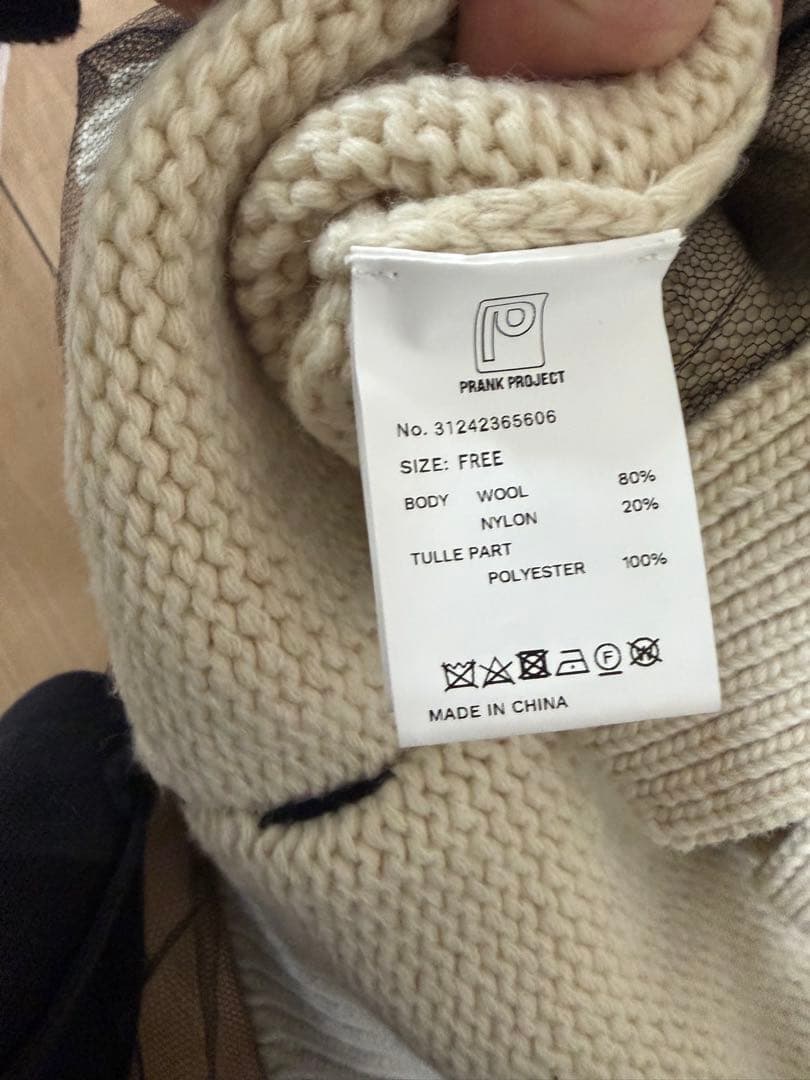 PRANK PROJECT
No. 31242365606
SIZE: FREE
BODY WOOL 80%
NYLON 20%
TULLE PART
POLYESTER 100%
F W
MADE IN CHINA